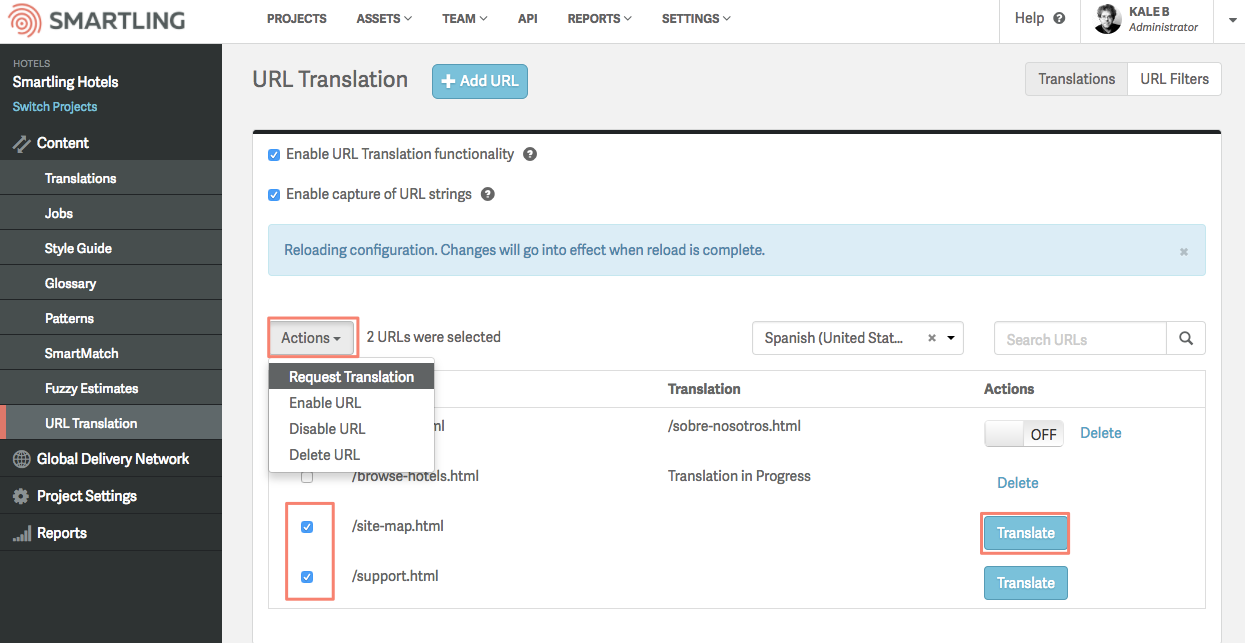 SMARTLING
PROJECTS ASSETS TEAM API REPORTS SETTINGS
Help ?
KALE B
Administrator
HOTELS
Smartling Hotels
Switch Projects
Content
Translations
Jobs
Style Guide
Glossary
Patterns
SmartMatch
Fuzzy Estimates
URL Translation
Global Delivery Network
Project Settings
Reports
URL Translation
+ Add URL
Translations URL Filters
Enable URL Translation functionality ?
Enable capture of URL strings ?
Reloading configuration. Changes will go into effect when reload is complete. ×
Actions 2 URLs were selected
Spanish (United Stat... ×
Search URLs
Request Translation
Enable URL
Disable URL
Delete URL
Translation Actions
ml /sobre-nosotros.html OFF Delete
/browse-hotels.html Translation in Progress Delete
/site-map.html Translate
/support.html Translate